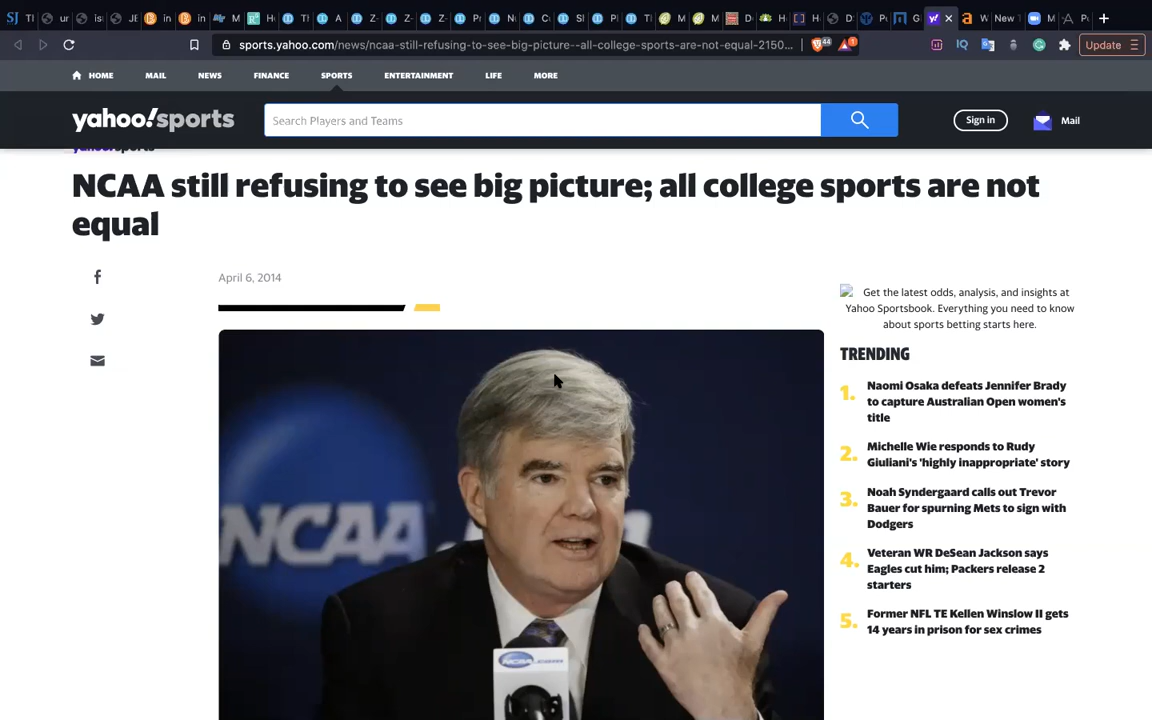 sports.yahoo.com/news/ncaa-still-refusing-to-see-big-picture--all-college-sports-are-not-equal-2150...
44
1
IQ
Update
HOME
MAIL
NEWS
FINANCE
SPORTS
ENTERTAINMENT
LIFE
MORE
yahoo!sports
Search Players and Teams
Sign in
Mail
yahoo!sports
NCAA still refusing to see big picture; all college sports are not
equal
April 6, 2014
Get the latest odds, analysis, and insights at
Yahoo Sportsbook. Everything you need to know
about sports betting starts here.
TRENDING
1.
Naomi Osaka defeats Jennifer Brady
to capture Australian Open women's
title
2.
Michelle Wie responds to Rudy
Giuliani's 'highly inappropriate' story
3.
Noah Syndergaard calls out Trevor
Bauer for spurning Mets to sign with
Dodgers
4.
Veteran WR DeSean Jackson says
Eagles cut him; Packers release 2
starters
5.
Former NFL TE Kellen Winslow II gets
14 years in prison for sex crimes
NCAA
NCAA